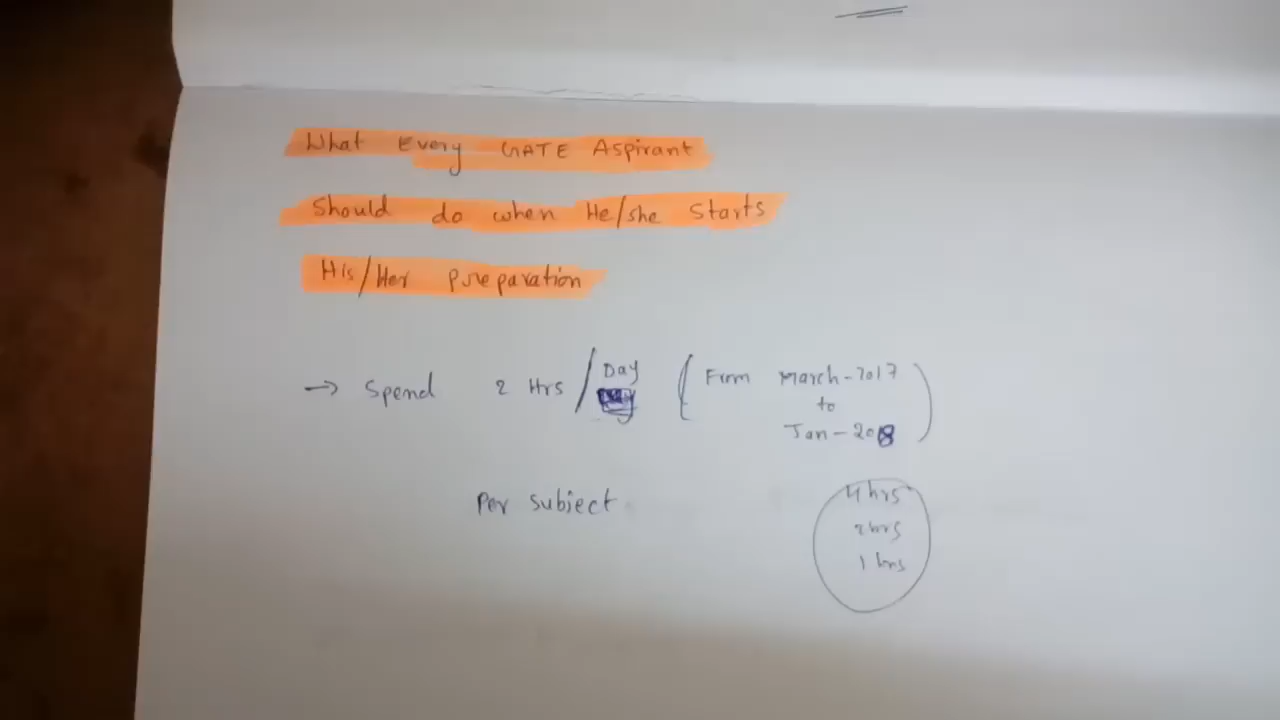 What Every GATE Aspirant
Should do when He/she starts
His/Her preparation
→ Spend 2 Hrs / Day (From March-2017
to
Jan-2018)
Per subject
4 hrs
2 hrs
1 hrs